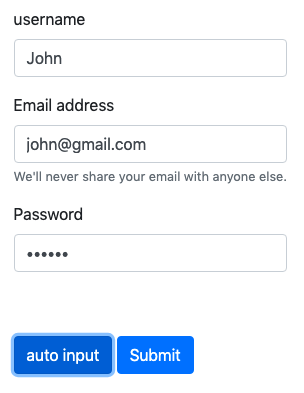 username
John
Email address
john@gmail.com
We'll never share your email with anyone else.
Password
••••••
auto input Submit